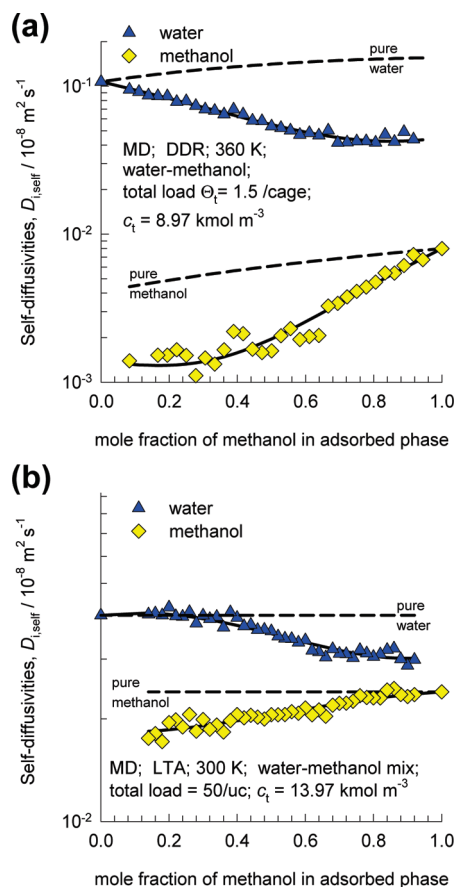 (a)
water
methanol
pure
water
10⁻¹
MD; DDR; 360 K;
water-methanol;
total load Θt= 1.5 /cage;
ct = 8.97 kmol m⁻³
10⁻²
pure
methanol
10⁻³
Self-diffusivities, Di,self / 10⁻⁸ m² s⁻¹
0.0 0.2 0.4 0.6 0.8 1.0
mole fraction of methanol in adsorbed phase
(b)
water
methanol
pure
water
pure
methanol
MD; LTA; 300 K; water-methanol mix;
total load = 50/uc; ct = 13.97 kmol m⁻³
10⁻²
Self-diffusivities, Di,self / 10⁻⁸ m² s⁻¹
0.0 0.2 0.4 0.6 0.8 1.0
mole fraction of methanol in adsorbed phase